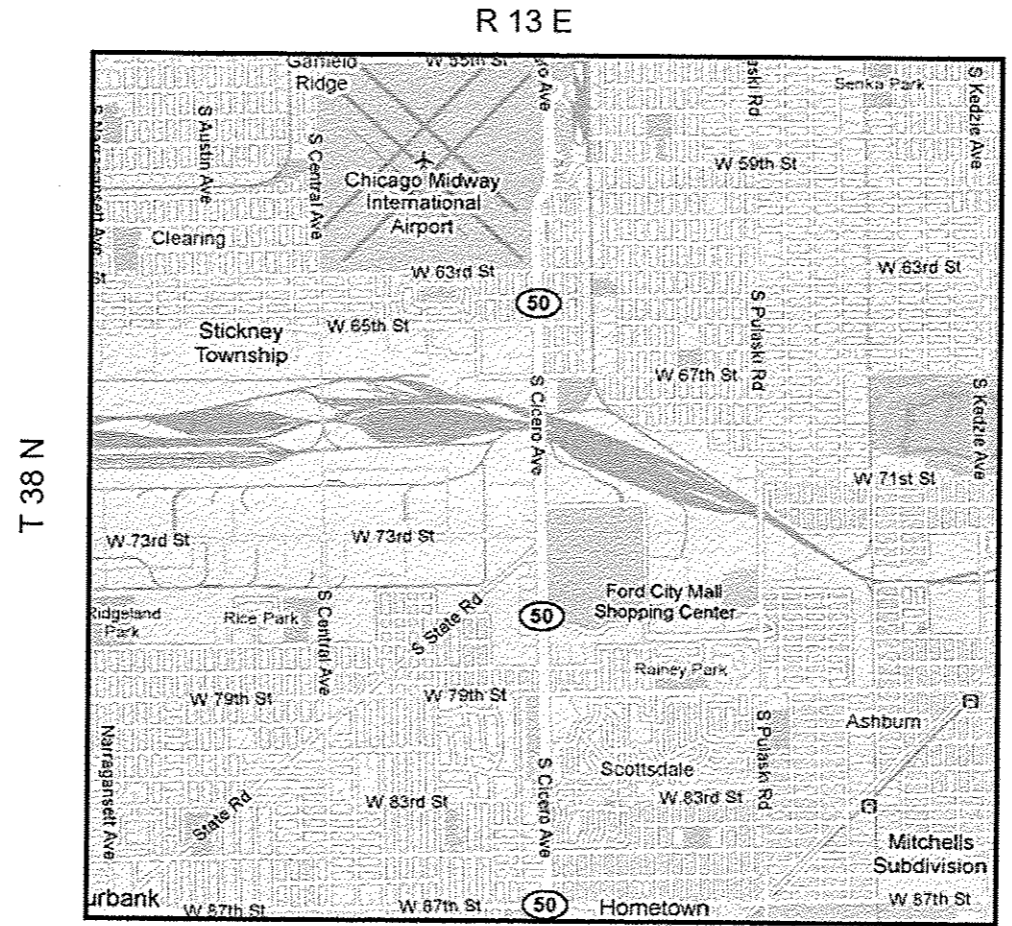 R 13 E
T 38 N
Garfield
Ridge
W 55th St
Senka Park
S Kedzie Ave
S Austin Ave
S Central Ave
W 59th St
Chicago Midway
International
Airport
Clearing
W 63rd St
W 63rd St
St
50
Stickney
Township
W 65th St
S Pulaski Rd
W 67th St
S Cicero Ave
S Kedzie Ave
W 71st St
W 73rd St
W 73rd St
Ford City Mall
Shopping Center
Ridgeland
Park
Rice Park
S Central Ave
S State Rd
50
Rainey Park
W 79th St
W 79th St
Ashburn
Narragansett Ave
S Pulaski Rd
Scottsdale
S Cicero Ave
W 83rd St
W 83rd St
State Rd
Mitchells
Subdivision
urbank
W 87th St
W 87th St
50
Hometown
W 87th St